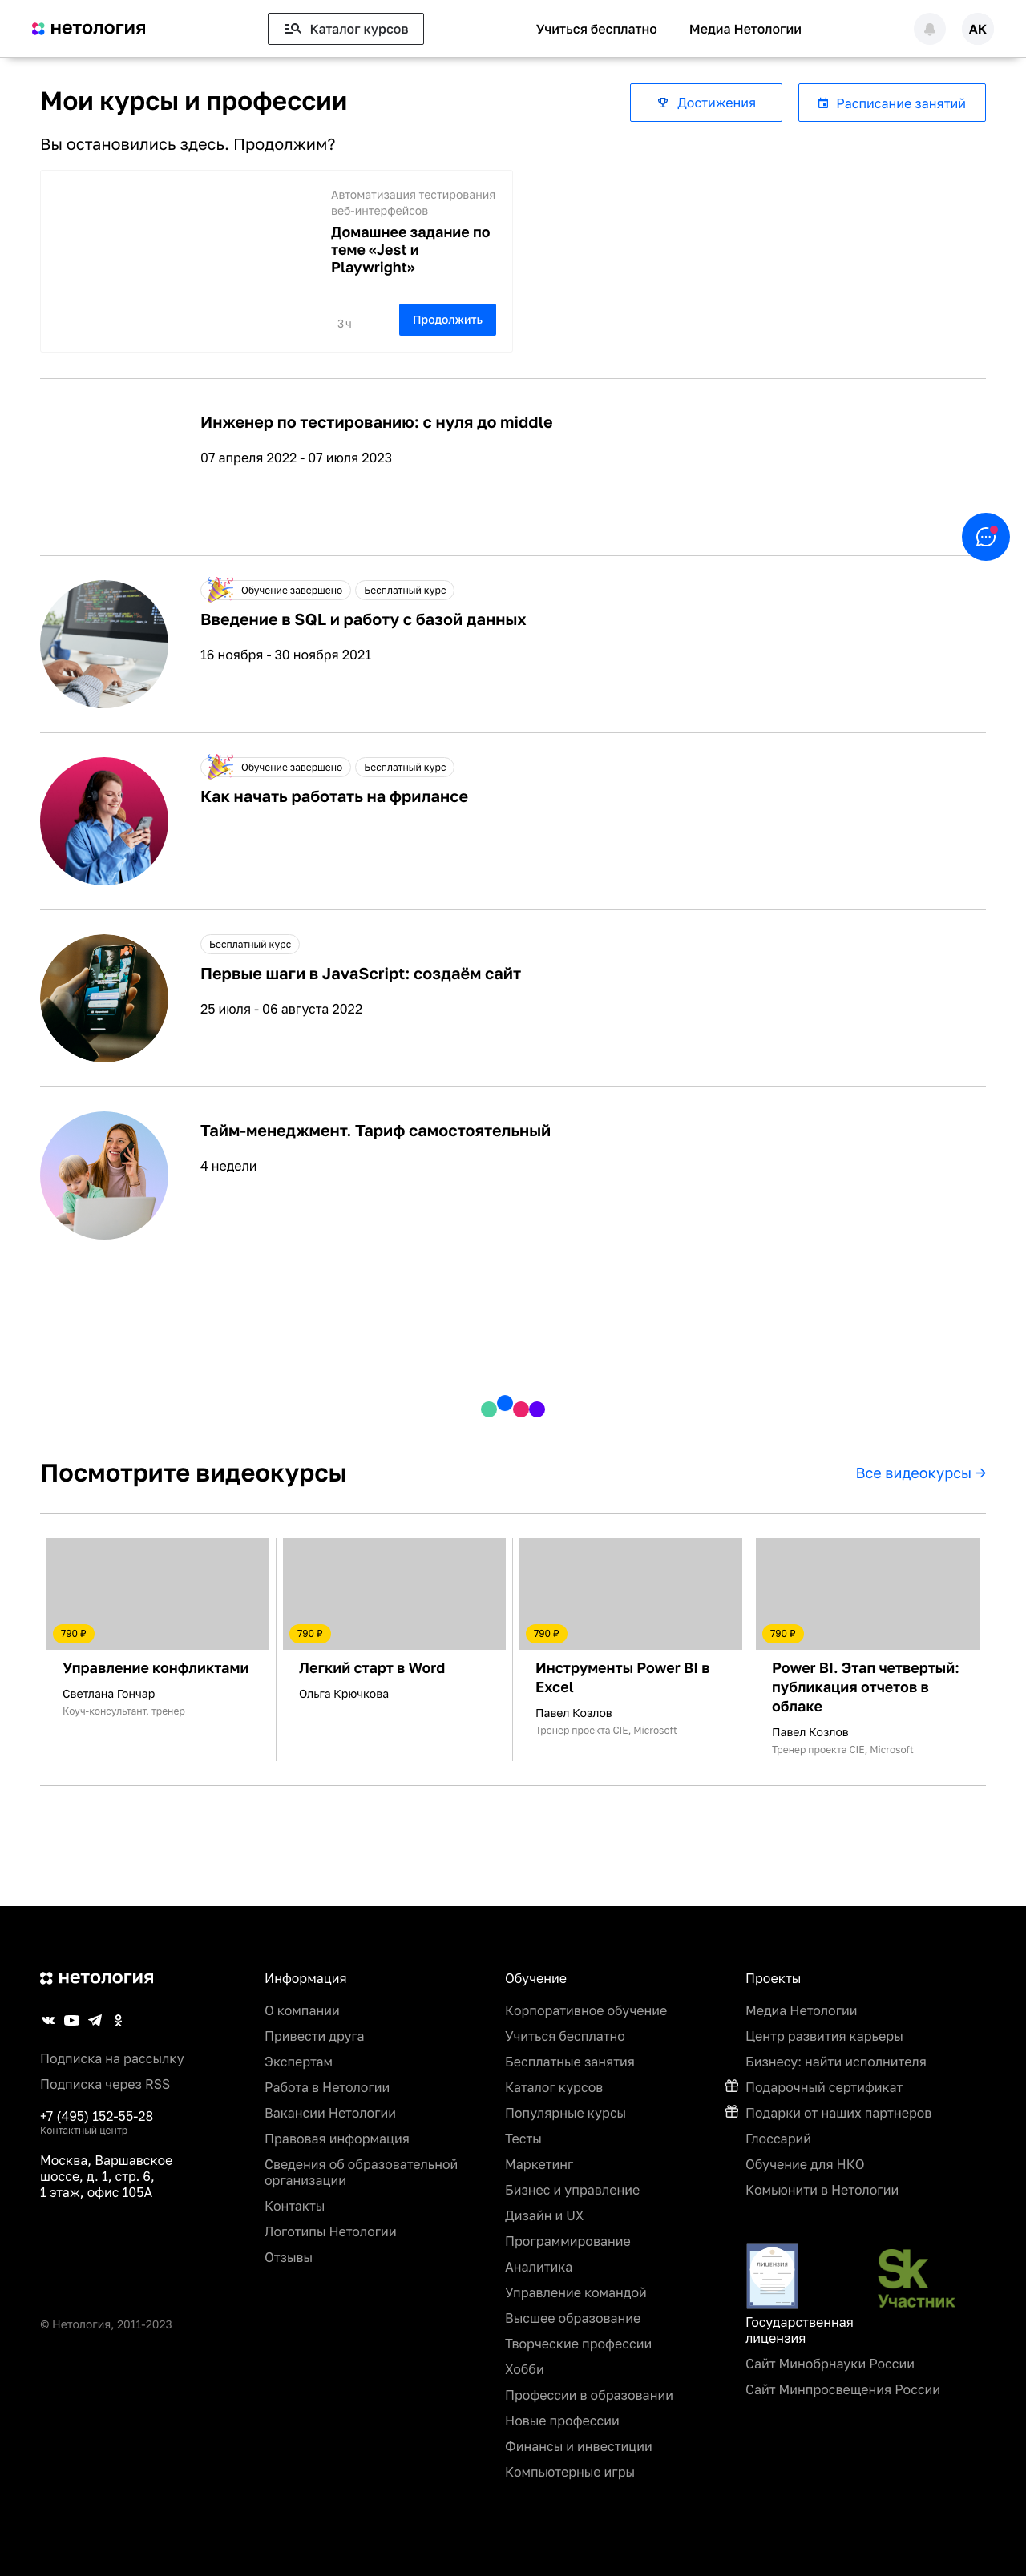 нетология
Каталог курсов
Учиться бесплатно
Медиа Нетологии
АК
Мои курсы и профессии
Достижения
Расписание занятий
Вы остановились здесь. Продолжим?
Автоматизация тестирования
веб-интерфейсов
Домашнее задание по
теме «Jest и
Playwright»
3 ч
Продолжить
Инженер по тестированию: с нуля до middle
07 апреля 2022 - 07 июля 2023
Обучение завершено
Бесплатный курс
Введение в SQL и работу с базой данных
16 ноября - 30 ноября 2021
Обучение завершено
Бесплатный курс
Как начать работать на фрилансе
Бесплатный курс
Первые шаги в JavaScript: создаём сайт
25 июля - 06 августа 2022
Тайм-менеджмент. Тариф самостоятельный
4 недели
Посмотрите видеокурсы
Все видеокурсы →
790 ₽
Управление конфликтами
Светлана Гончар
Коуч-консультант, тренер
790 ₽
Легкий старт в Word
Ольга Крючкова
790 ₽
Инструменты Power BI в
Excel
Павел Козлов
Тренер проекта CIE, Microsoft
790 ₽
Power BI. Этап четвертый:
публикация отчетов в
облаке
Павел Козлов
Тренер проекта CIE, Microsoft
нетология
Подписка на рассылку
Подписка через RSS
+7 (495) 152-55-28
Контактный центр
Москва, Варшавское
шоссе, д. 1, стр. 6,
1 этаж, офис 105А
© Нетология, 2011-2023
Информация
О компании
Привести друга
Экспертам
Работа в Нетологии
Вакансии Нетологии
Правовая информация
Сведения об образовательной
организации
Контакты
Логотипы Нетологии
Отзывы
Обучение
Корпоративное обучение
Учиться бесплатно
Бесплатные занятия
Каталог курсов
Популярные курсы
Тесты
Маркетинг
Бизнес и управление
Дизайн и UX
Программирование
Аналитика
Управление командой
Высшее образование
Творческие профессии
Хобби
Профессии в образовании
Новые профессии
Финансы и инвестиции
Компьютерные игры
Проекты
Медиа Нетологии
Центр развития карьеры
Бизнесу: найти исполнителя
Подарочный сертификат
Подарки от наших партнеров
Глоссарий
Обучение для НКО
Комьюнити в Нетологии
ЛИЦЕНЗИЯ
Sk
Участник
Государственная
лицензия
Сайт Минобрнауки России
Сайт Минпросвещения России